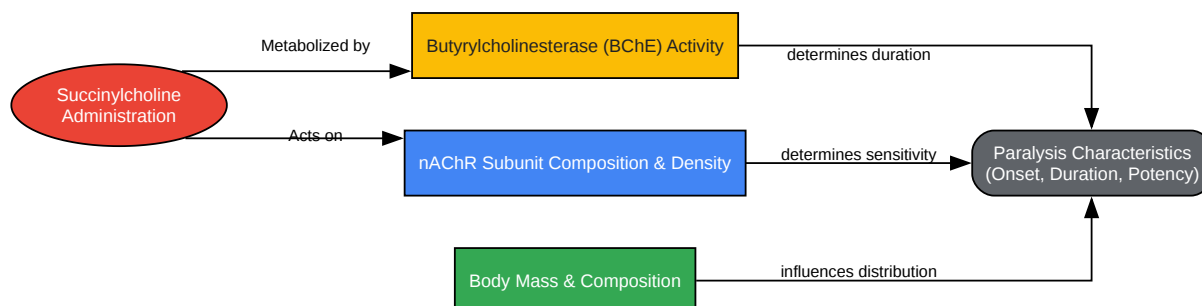 Metabolized by
Butyrylcholinesterase (BChE) Activity
determines duration
Succinylcholine
Administration
Acts on
nAChR Subunit Composition & Density
determines sensitivity
Paralysis Characteristics
(Onset, Duration, Potency)
Body Mass & Composition
influences distribution